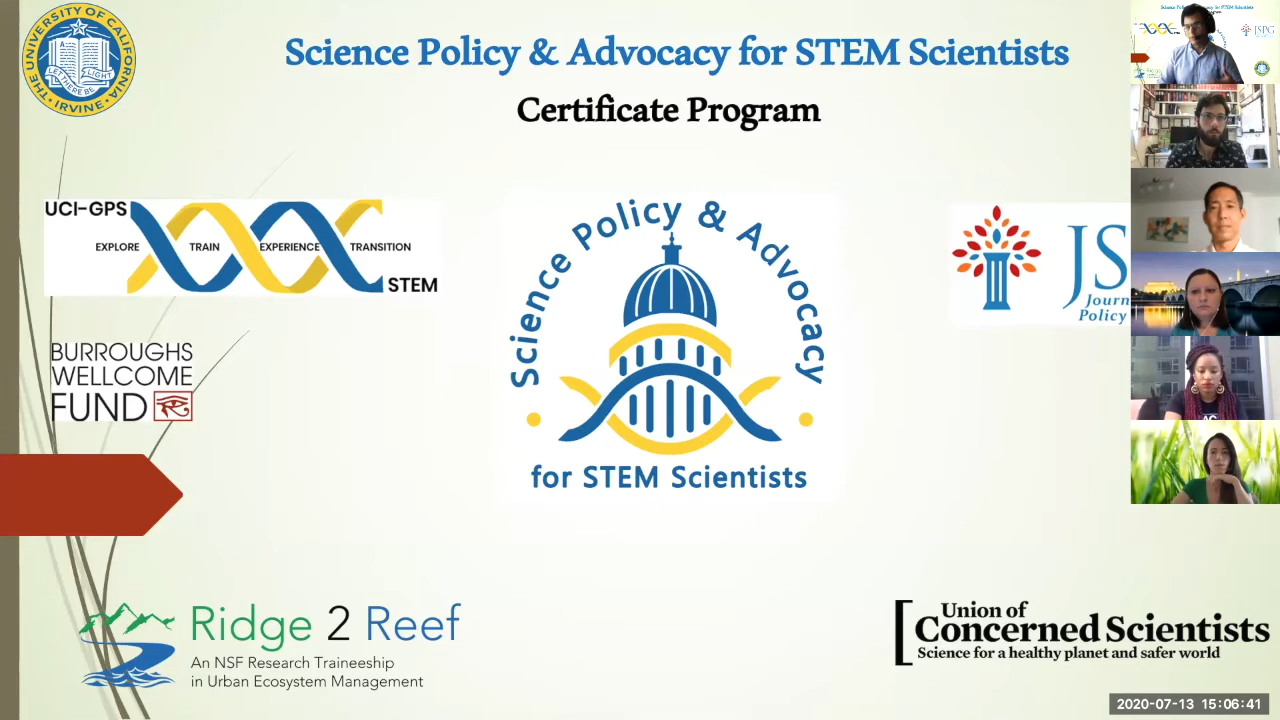 THE UNIVERSITY OF CALIFORNIA
LET THERE BE LIGHT
IRVINE
Science Policy & Advocacy for STEM Scientists
Certificate Program
UCI-GPS
EXPLORE TRAIN EXPERIENCE TRANSITION
STEM
Science Policy & Advocacy
for STEM Scientists
JS
Journ
Policy
BURROUGHS
WELLCOME
FUND
Ridge 2 Reef
An NSF Research Traineeship
in Urban Ecosystem Management
Union of
Concerned Scientists
Science for a healthy planet and safer world
JSPG
2020-07-13 15:06:41